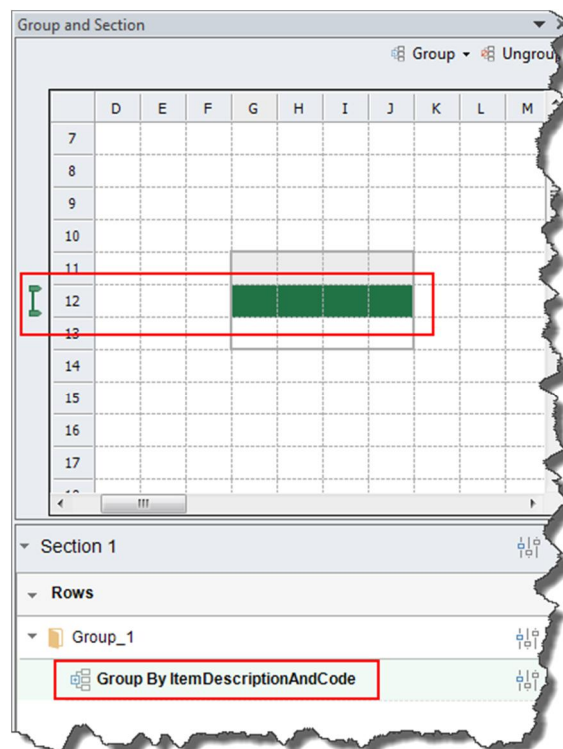 Group and Section
Group Ungroup
D E F G H I J K L M
7
8
9
10
11
12
13
14
15
16
17
Section 1
Rows
Group_1
Group By ItemDescriptionAndCode